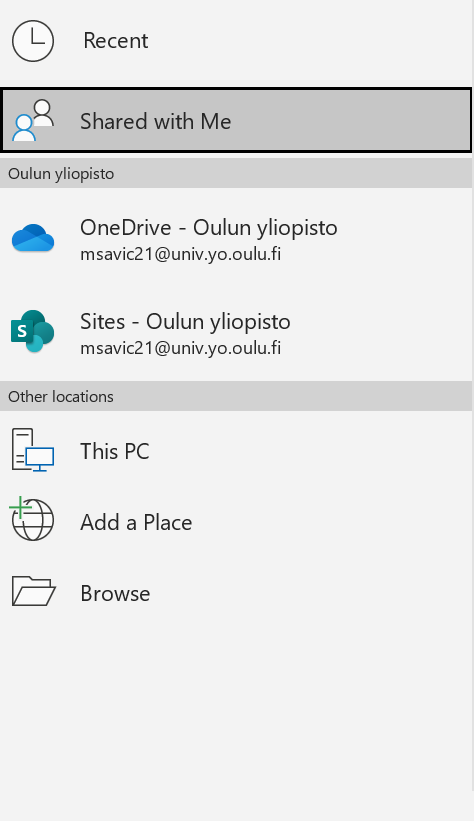 Recent
Shared with Me
Oulun yliopisto
OneDrive - Oulun yliopisto
msavic21@univ.yo.oulu.fi
S
Sites - Oulun yliopisto
msavic21@univ.yo.oulu.fi
Other locations
This PC
Add a Place
Browse